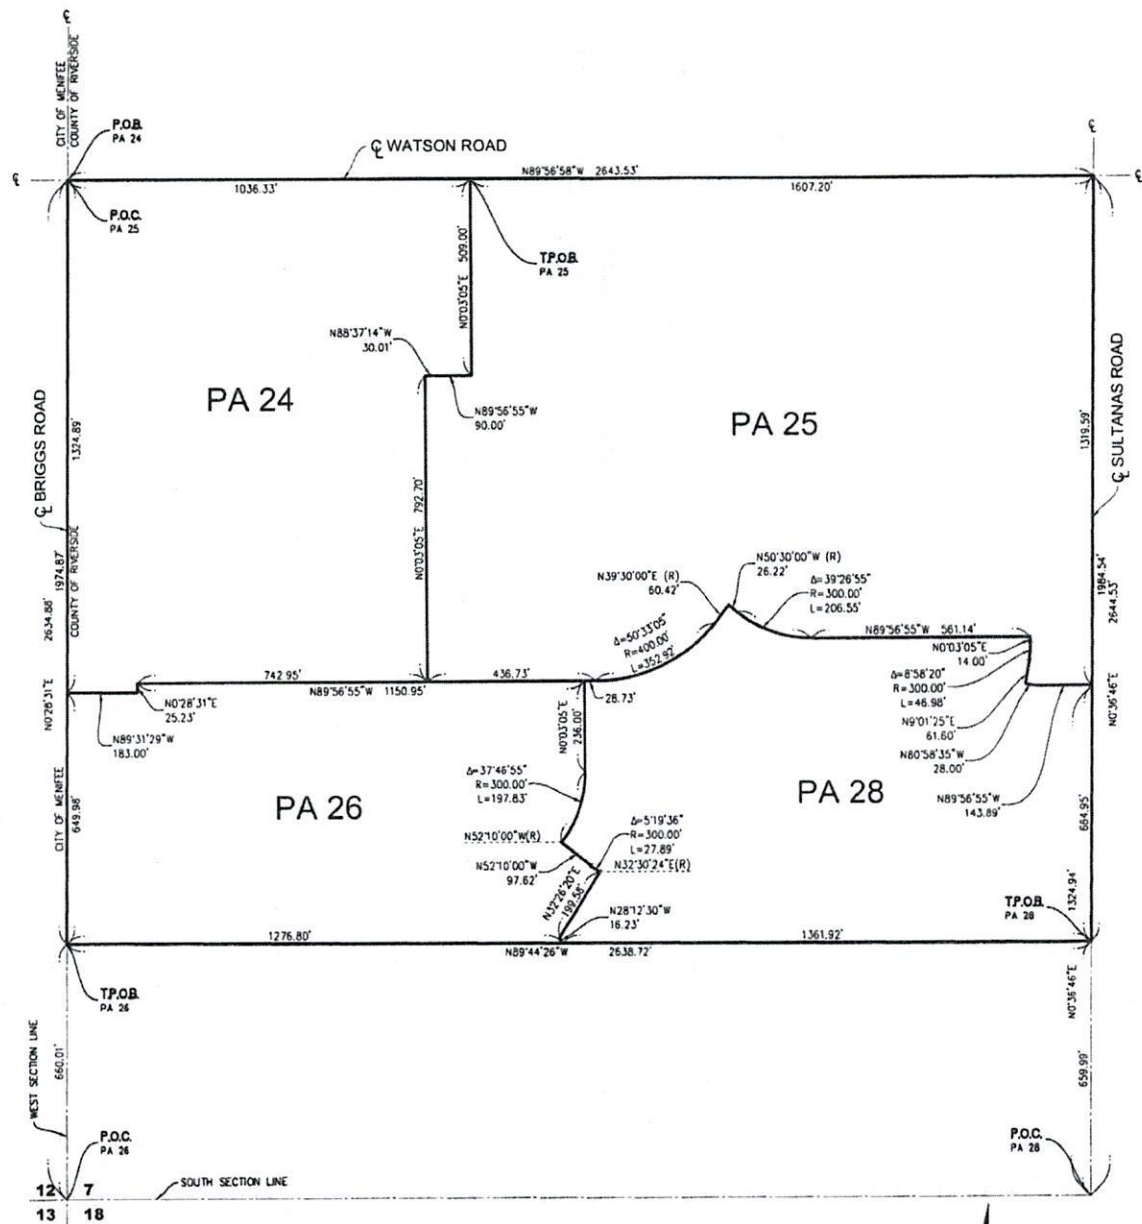 ℄
CITY OF MENIFEE
COUNTY OF RIVERSIDE
P.O.B.
PA 24
℄ WATSON ROAD
℄
℄
N89°56'58"W 2643.53'
℄
1036.33'
1607.20'
P.O.C.
PA 25
T.P.O.B.
PA 25
N0°03'05"E 509.00'
N88°37'14"W
30.01'
N89°56'55"W
90.00'
PA 24
PA 25
℄ BRIGGS ROAD
1324.89'
1319.59'
℄ SULTANAS ROAD
N0°03'05"E 792.70'
N0°28'31"E 2634.88'
1974.87'
COUNTY OF RIVERSIDE
1984.54'
N0°36'46"E 2644.53'
N50°30'00"W (R)
26.22'
N39°30'00"E (R)
60.42'
Δ=39°26'55"
R=300.00'
L=206.55'
Δ=50°33'05"
R=400.00'
L=352.92'
N89°56'55"W 561.14'
N0°03'05"E
14.00'
Δ=8°58'20"
R=300.00'
L=46.98'
N9°01'25"E
61.60'
N80°58'35"W
28.00'
N89°56'55"W
143.89'
742.95'
436.73'
N89°56'55"W 1150.95'
28.73'
N0°28'31"E
25.23'
N89°31'29"W
183.00'
N0°03'05"E
236.00'
Δ=37°46'55"
R=300.00'
L=197.83'
PA 26
PA 28
CITY OF MENIFEE
649.98'
664.95'
Δ=5°19'36"
R=300.00'
L=27.89'
N52°10'00"W(R)
N52°10'00"W
97.62'
N32°30'24"E(R)
N32°26'20"E
199.58'
N28°12'30"W
16.23'
1324.94'
T.P.O.B.
PA 28
1276.80'
1361.92'
N89°44'26"W 2638.72'
T.P.O.B.
PA 26
N0°36'46"E
WEST SECTION LINE
660.01'
659.99'
P.O.C.
PA 26
P.O.C.
PA 28
SOUTH SECTION LINE
12 7
13 18